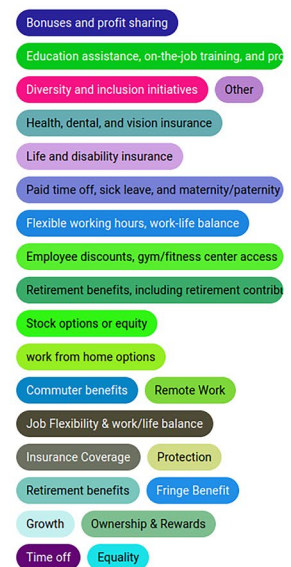 Bonuses and profit sharing
Education assistance, on-the-job training, and pro
Diversity and inclusion initiatives Other
Health, dental, and vision insurance
Life and disability insurance
Paid time off, sick leave, and maternity/paternity
Flexible working hours, work-life balance
Employee discounts, gym/fitness center access
Retirement benefits, including retirement contribu
Stock options or equity
work from home options
Commuter benefits Remote Work
Job Flexibility & work/life balance
Insurance Coverage Protection
Retirement benefits Fringe Benefit
Growth Ownership & Rewards
Time off Equality